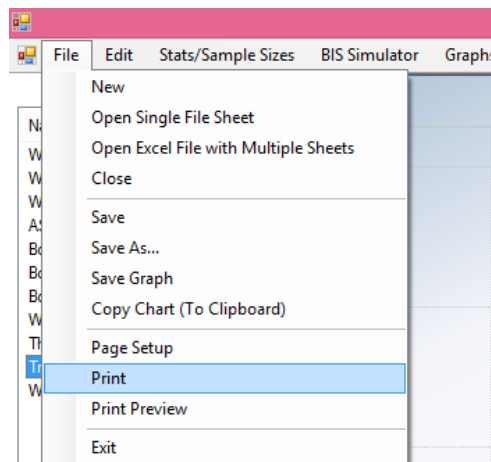 File Edit Stats/Sample Sizes BIS Simulator Graphs
New
Open Single File Sheet
Open Excel File with Multiple Sheets
Close
Save
Save As...
Save Graph
Copy Chart (To Clipboard)
Page Setup
Print
Print Preview
Exit